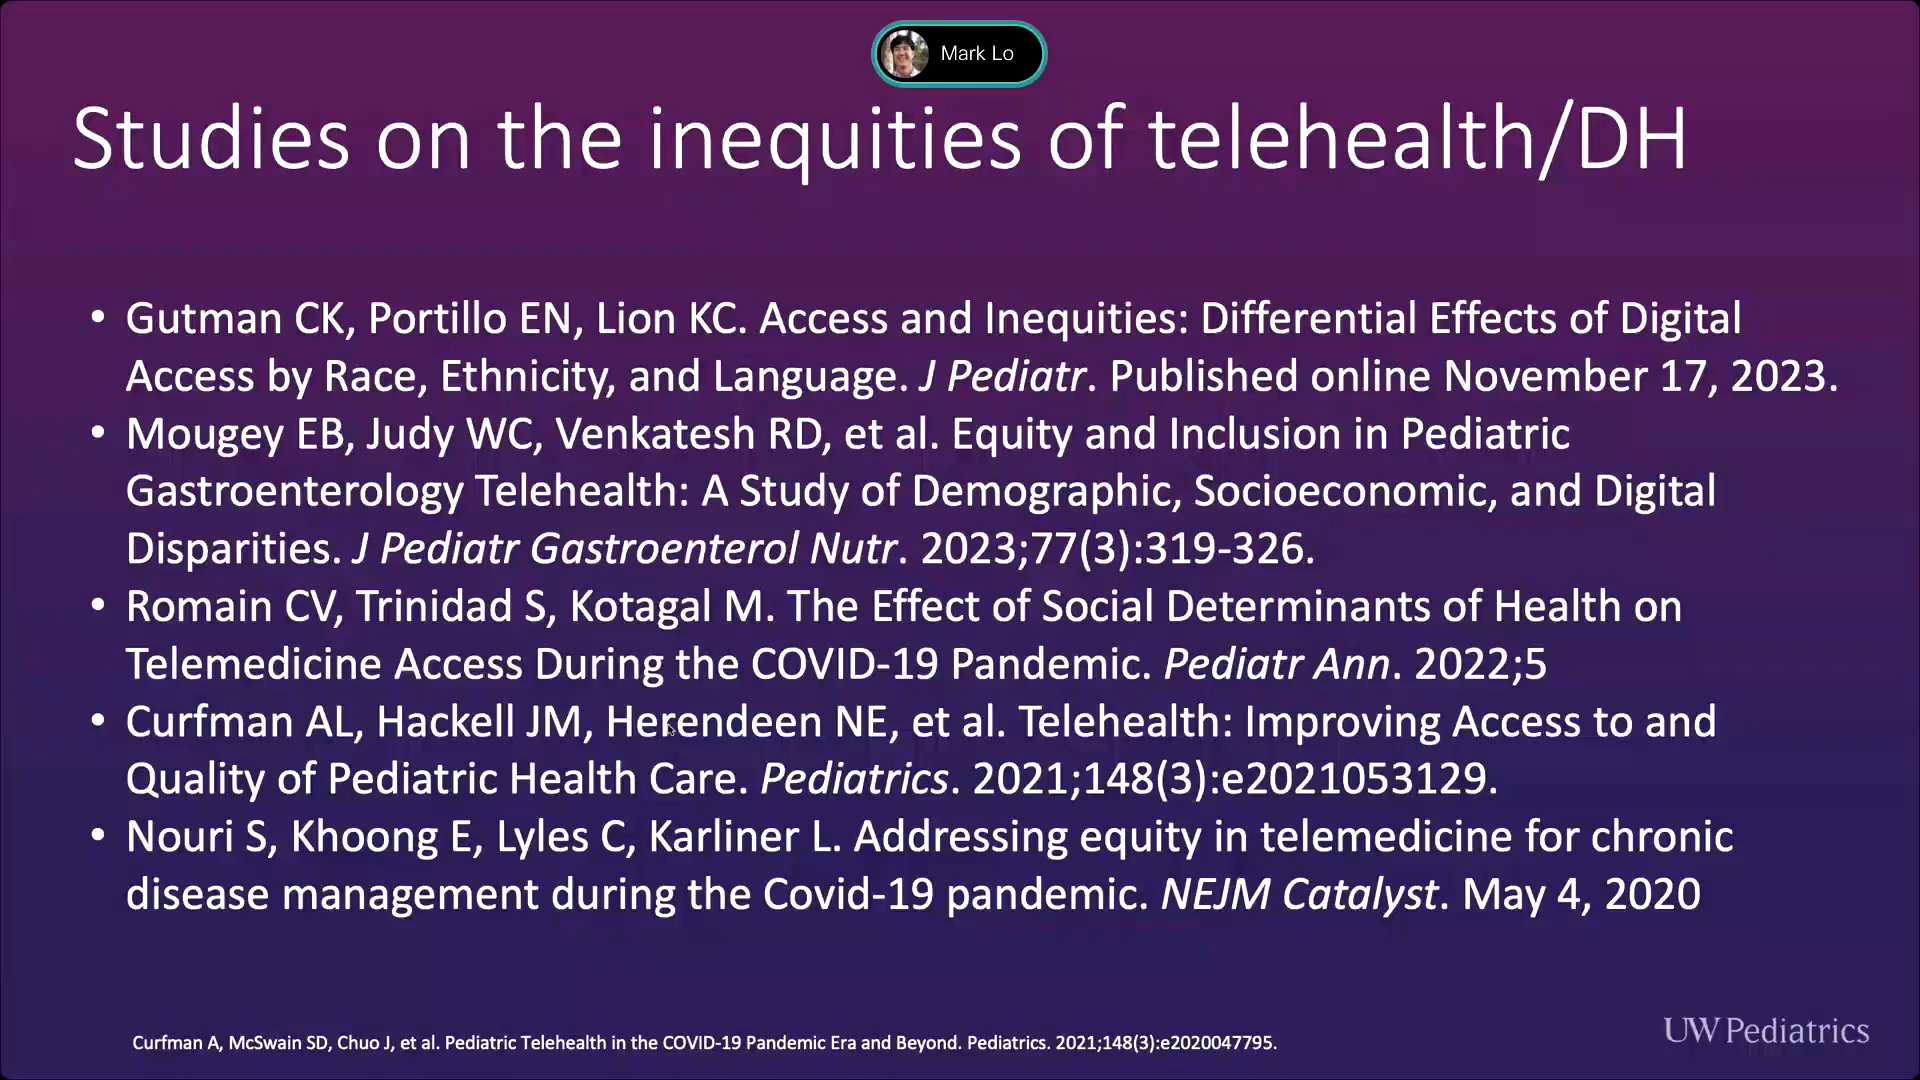 Mark Lo
Studies on the inequities of telehealth/DH
• Gutman CK, Portillo EN, Lion KC. Access and Inequities: Differential Effects of Digital
Access by Race, Ethnicity, and Language. J Pediatr. Published online November 17, 2023.
• Mougey EB, Judy WC, Venkatesh RD, et al. Equity and Inclusion in Pediatric
Gastroenterology Telehealth: A Study of Demographic, Socioeconomic, and Digital
Disparities. J Pediatr Gastroenterol Nutr. 2023;77(3):319-326.
• Romain CV, Trinidad S, Kotagal M. The Effect of Social Determinants of Health on
Telemedicine Access During the COVID-19 Pandemic. Pediatr Ann. 2022;5
• Curfman AL, Hackell JM, Herendeen NE, et al. Telehealth: Improving Access to and
Quality of Pediatric Health Care. Pediatrics. 2021;148(3):e2021053129.
• Nouri S, Khoong E, Lyles C, Karliner L. Addressing equity in telemedicine for chronic
disease management during the Covid-19 pandemic. NEJM Catalyst. May 4, 2020
Curfman A, McSwain SD, Chuo J, et al. Pediatric Telehealth in the COVID-19 Pandemic Era and Beyond. Pediatrics. 2021;148(3):e2020047795.
UW Pediatrics